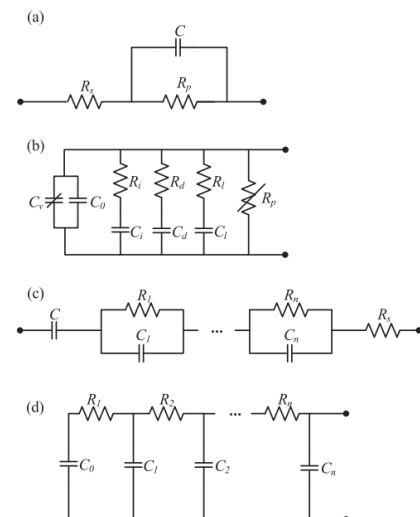 (a)
C
Rs Rp
(b)
Ri Rd Rl
Cv C0 Rp
Ci Cd Cl
(c)
R1 Rn
C C1 Cn Rs
...
(d)
R1 R2 ... Rn
C0 C1 C2 Cn